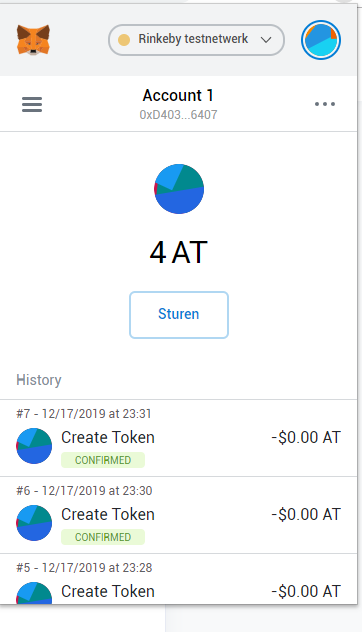 Rinkeby testnetwerk
Account 1
0xD403...6407
4 AT
Sturen
History
#7 - 12/17/2019 at 23:31
Create Token
-$0.00 AT
CONFIRMED
#6 - 12/17/2019 at 23:30
Create Token
-$0.00 AT
CONFIRMED
#5 - 12/17/2019 at 23:28
Create Token
-$0.00 AT